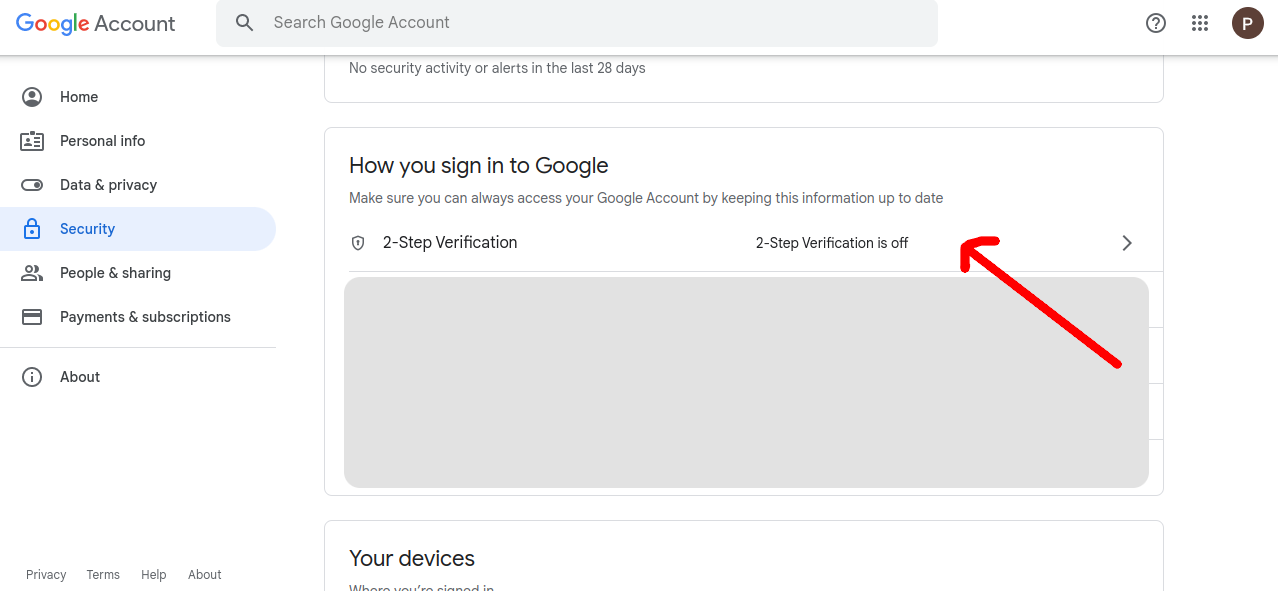 Google Account
Search Google Account
P
Home
Personal info
Data & privacy
Security
People & sharing
Payments & subscriptions
About
Privacy Terms Help About
No security activity or alerts in the last 28 days
How you sign in to Google
Make sure you can always access your Google Account by keeping this information up to date
2-Step Verification 2-Step Verification is off
Your devices
Where you're signed in